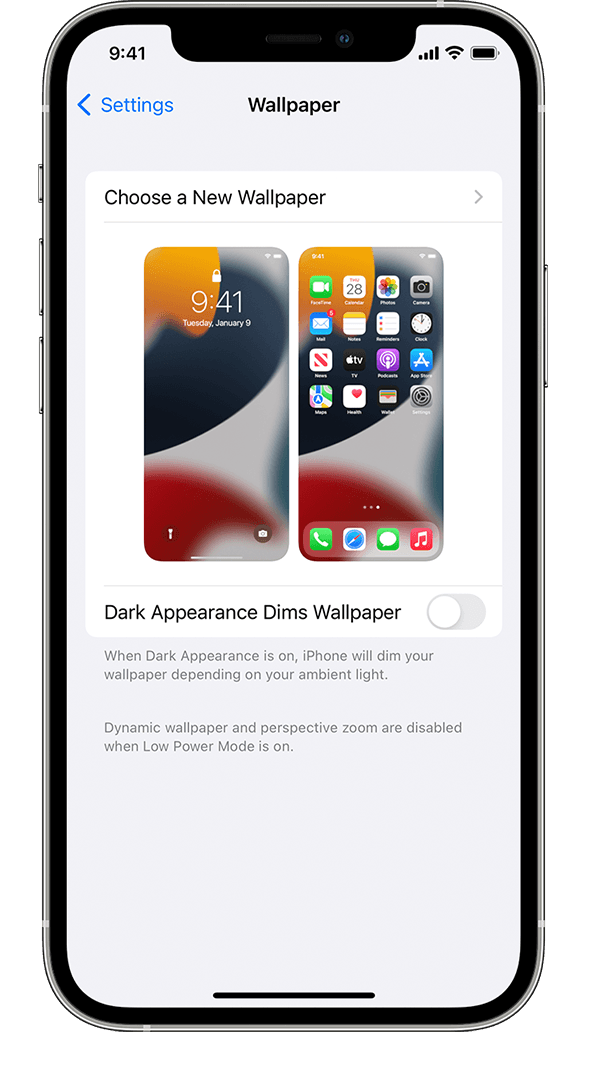 9:41
Settings
Wallpaper
Choose a New Wallpaper
9:41
Tuesday, January 9
9:41
THU
28
FaceTime
Calendar
Photos
Camera
5
Mail
Notes
Reminders
Clock
News
tv
TV
Podcasts
App Store
Maps
Health
Wallet
Settings
Dark Appearance Dims Wallpaper
When Dark Appearance is on, iPhone will dim your
wallpaper depending on your ambient light.
Dynamic wallpaper and perspective zoom are disabled
when Low Power Mode is on.